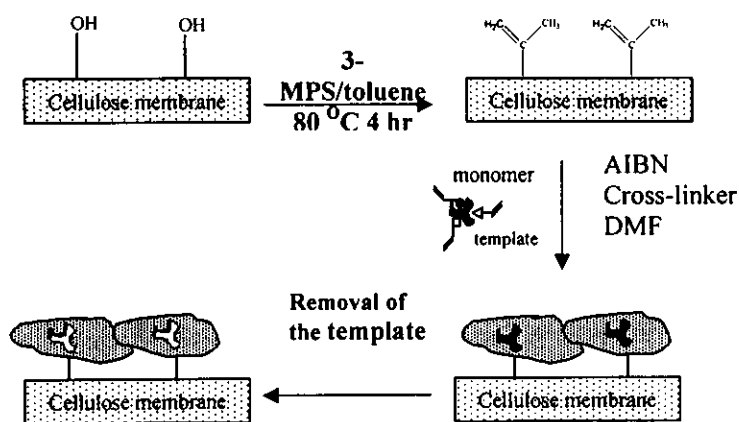 OH
OH
Cellulose membrane
3-
MPS/toluene
80 °C 4 hr
H₂C
CH₃
C
H₂C
CH₃
C
Cellulose membrane
monomer
template
AIBN
Cross-linker
DMF
Removal of
the template
Cellulose membrane
Cellulose membrane